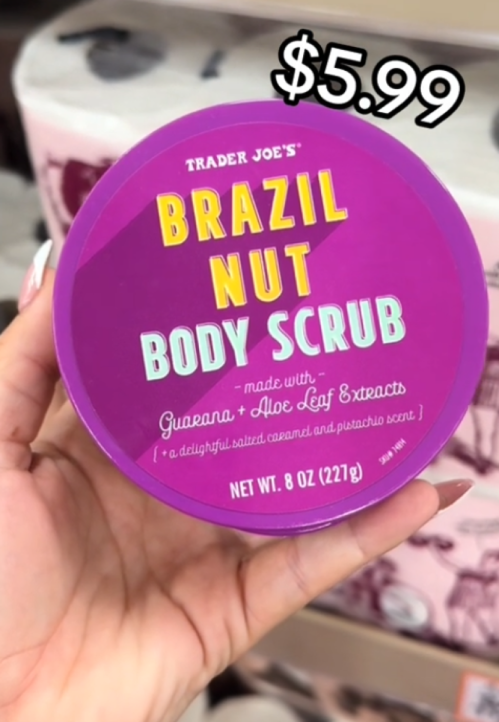 $5.99
TRADER JOE'S®
BRAZIL
NUT
BODY SCRUB
- made with -
Guarana + Aloe Leaf Extracts
[ + a delightful salted caramel and pistachio scent ]
NET WT. 8 OZ (227g)